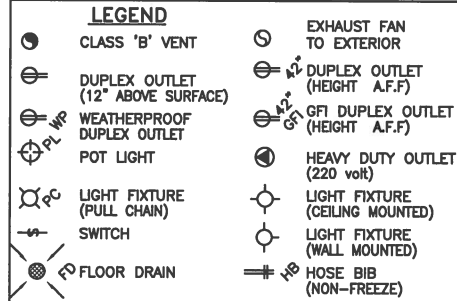 LEGEND
CLASS 'B' VENT
DUPLEX OUTLET
(12" ABOVE SURFACE)
WP WEATHERPROOF
DUPLEX OUTLET
PL
POT LIGHT
PC LIGHT FIXTURE
(PULL CHAIN)
S SWITCH
FD FLOOR DRAIN
EXHAUST FAN
TO EXTERIOR
42" DUPLEX OUTLET
(HEIGHT A.F.F)
42" GFI GFI DUPLEX OUTLET
(HEIGHT A.F.F)
HEAVY DUTY OUTLET
(220 volt)
LIGHT FIXTURE
(CEILING MOUNTED)
LIGHT FIXTURE
(WALL MOUNTED)
HB HOSE BIB
(NON-FREEZE)